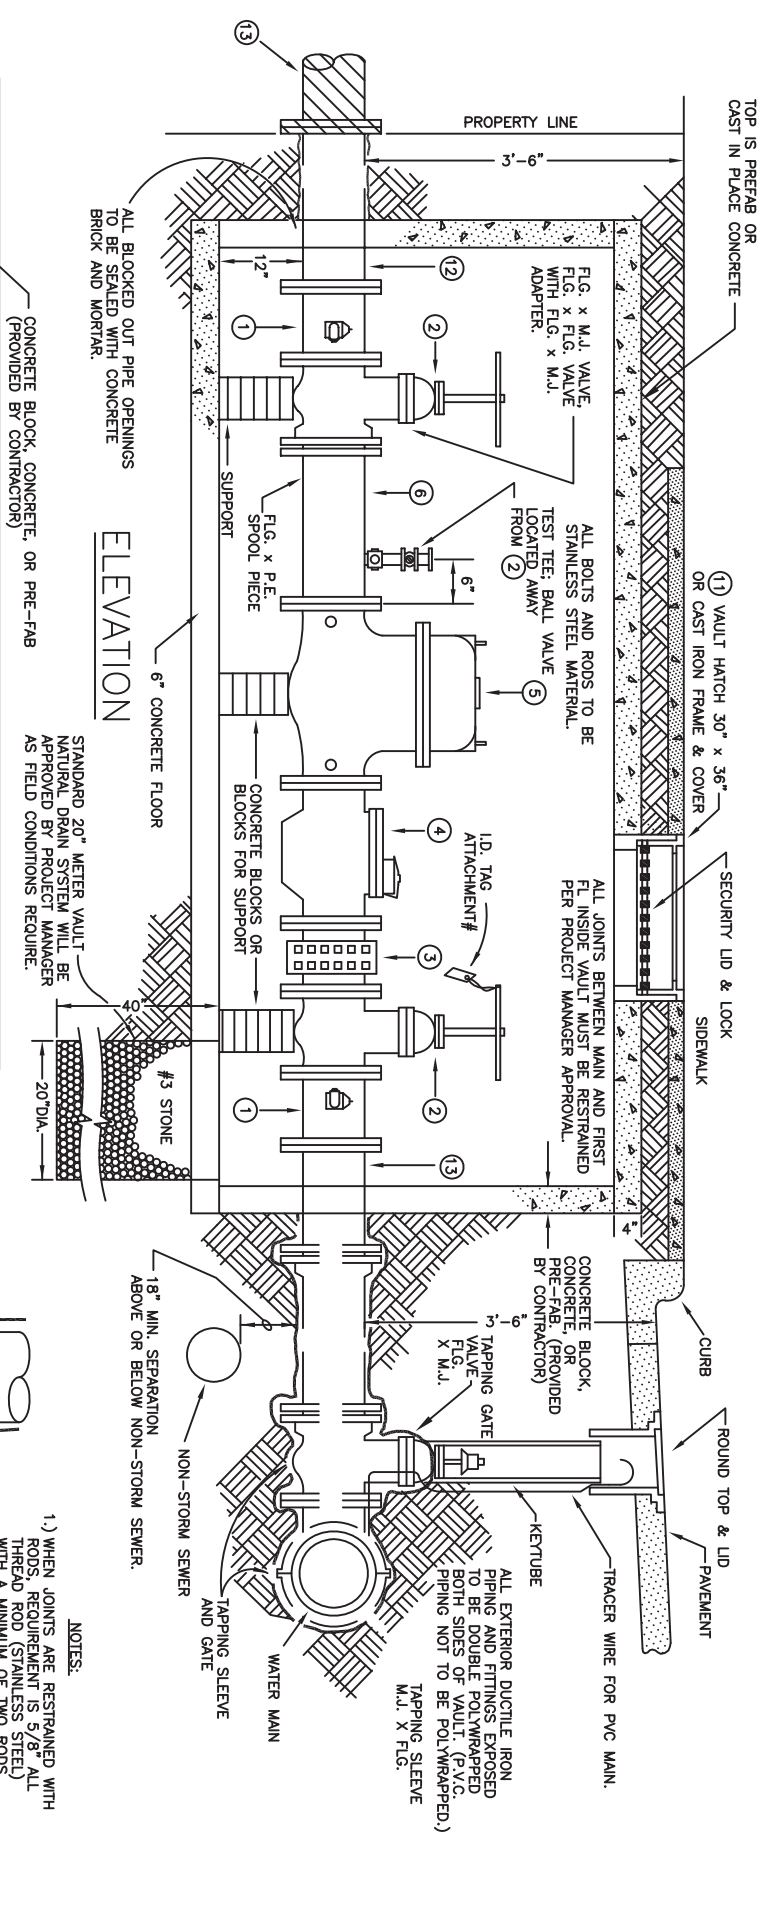 TOP IS PREFAB OR
CAST IN PLACE CONCRETE
11 VAULT HATCH 30" x 36"
OR CAST IRON FRAME & COVER
SECURITY LID & LOCK
SIDEWALK
CURB
ROUND TOP & LID
PAVEMENT
PROPERTY LINE
3'-6"
FLG. x M.J. VALVE,
FLG. x FLG. VALVE
WITH FLG. x M.J.
ADAPTER.
ALL BOLTS AND RODS TO BE
STAINLESS STEEL MATERIAL.
TEST TEE; BALL VALVE
LOCATED AWAY
FROM 2
ALL JOINTS BETWEEN MAIN AND FIRST
FL INSIDE VAULT MUST BE RESTRAINED
PER PROJECT MANAGER APPROVAL.
4"
CONCRETE BLOCK,
CONCRETE, OR
PRE-FAB. (PROVIDED
BY CONTRACTOR)
3'-6"
TAPPING GATE
VALVE
FLG.
X M.J.
KEYTUBE
TRACER WIRE FOR PVC MAIN.
I.D. TAG
ATTACHMENT#
6"
13
12
1
2
6
5
4
3
2
1
13
12"
SUPPORT
FLG. x P.E.
SPOOL PIECE
CONCRETE BLOCKS OR
BLOCKS FOR SUPPORT
ALL EXTERIOR DUCTILE IRON
PIPING AND FITTINGS EXPOSED
TO BE DOUBLE POLYWRAPPED
BOTH SIDES OF VAULT. (P.V.C.
PIPING NOT TO BE POLYWRAPPED.)
TAPPING SLEEVE
M.J. X FLG.
WATER MAIN
TAPPING SLEEVE
AND GATE
NON-STORM SEWER
18" MIN. SEPARATION
ABOVE OR BELOW NON-STORM SEWER.
ALL BLOCKED OUT PIPE OPENINGS
TO BE SEALED WITH CONCRETE
BRICK AND MORTAR.
6" CONCRETE FLOOR
40"
#3 STONE
20"DIA.
STANDARD 20" METER VAULT
NATURAL DRAIN SYSTEM WILL BE
APPROVED BY PROJECT MANAGER
AS FIELD CONDITIONS REQUIRE.
ELEVATION
CONCRETE BLOCK, CONCRETE, OR PRE-FAB
(PROVIDED BY CONTRACTOR)
NOTES:
1.) WHEN JOINTS ARE RESTRAINED WITH
RODS, REQUIREMENT IS 5/8" ALL
THREAD ROD (STAINLESS STEEL)
WITH A MINIMUM OF TWO RODS